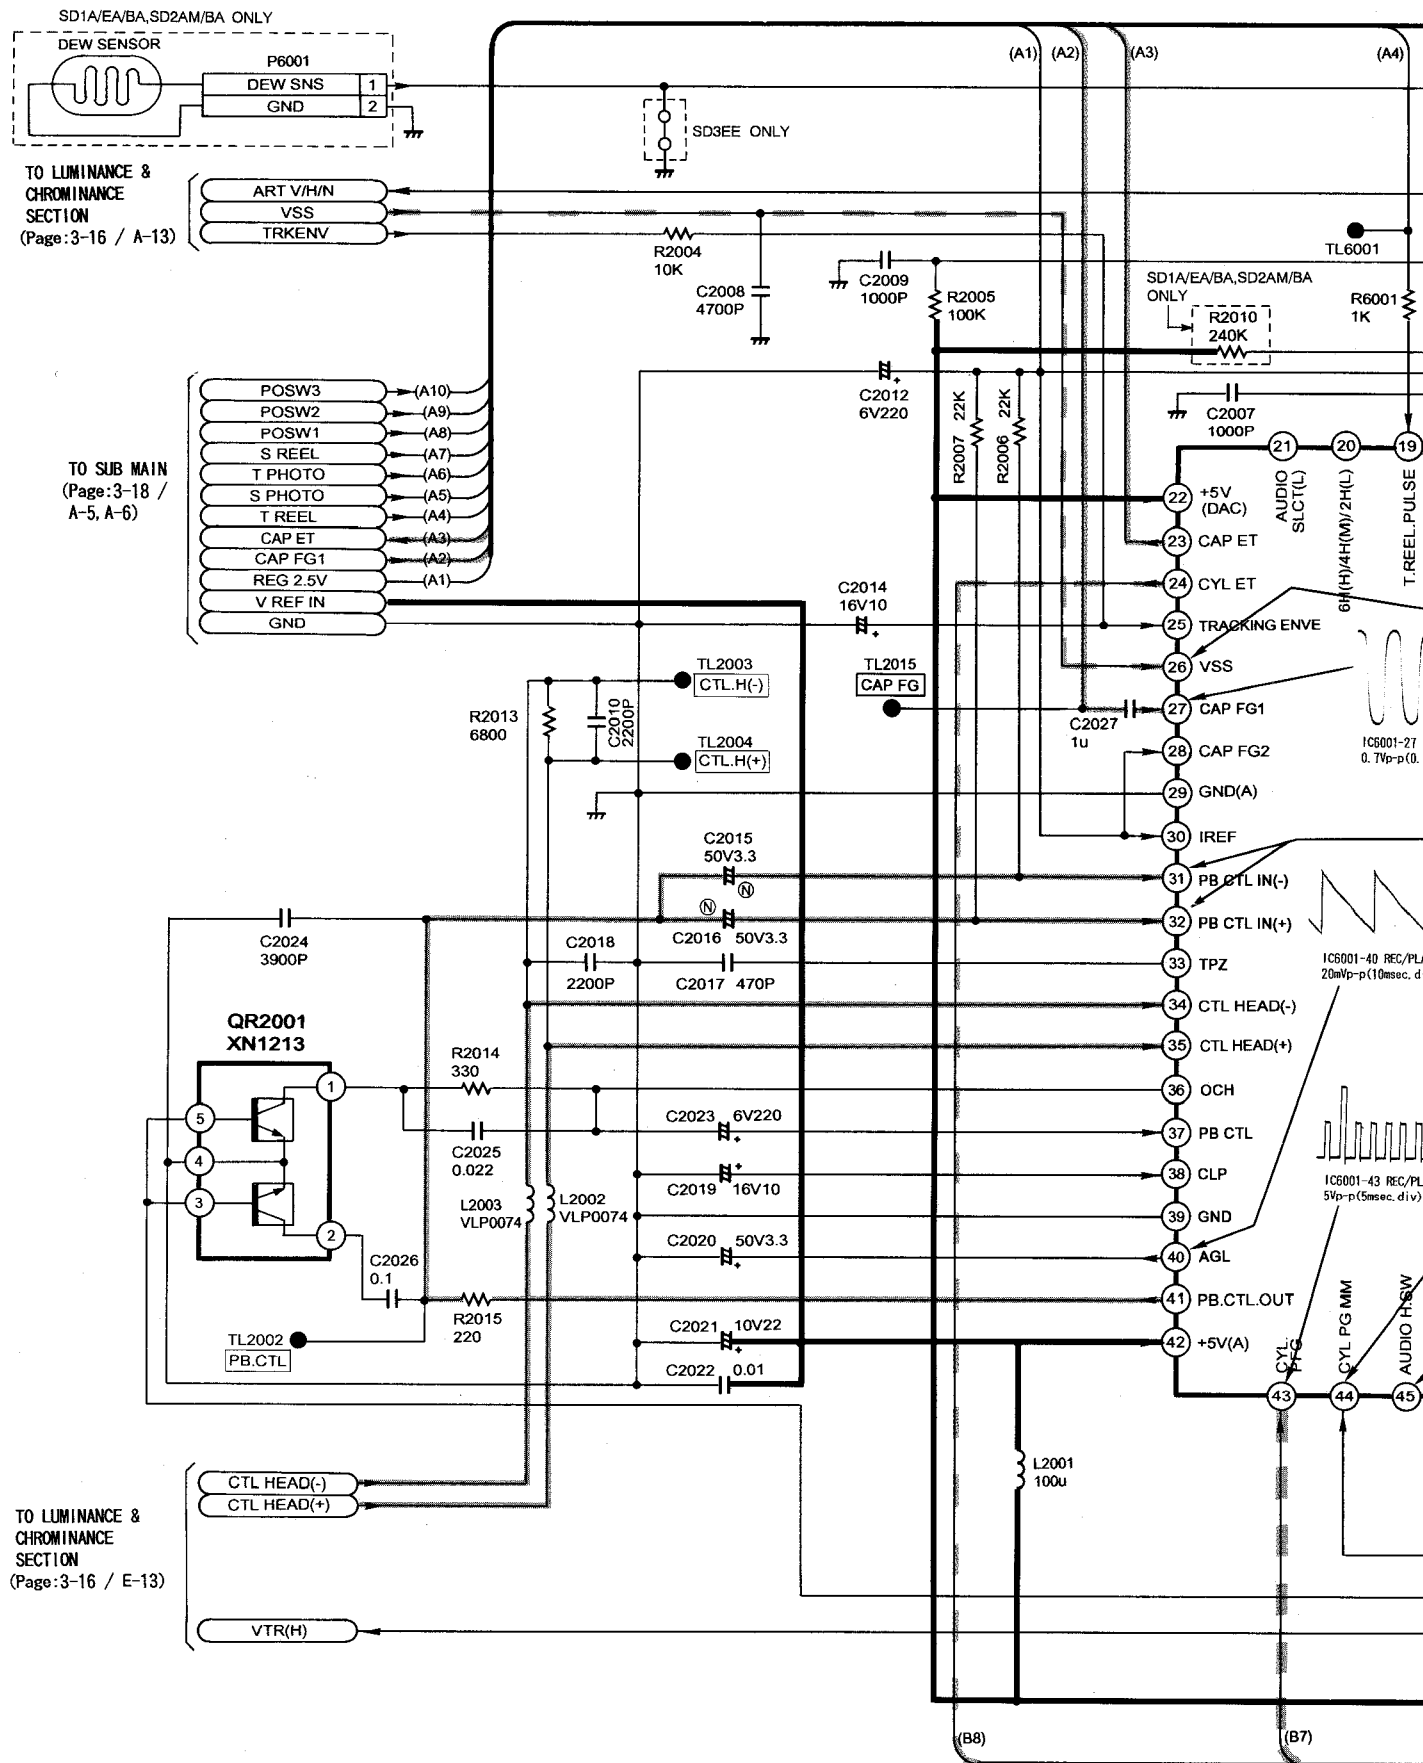 SD1A/EA/BA,SD2AM/BA ONLY
DEW SENSOR
P6001
DEW SNS 1
GND 2
SD3EE ONLY
(A1)
(A2)
(A3)
(A4)
TO LUMINANCE &
CHROMINANCE
SECTION
(Page:3-16 / A-13)
ART V/H/N
VSS
TRKENV
R2004
10K
C2008
4700P
C2009
1000P
R2005
100K
TL6001
SD1A/EA/BA,SD2AM/BA
ONLY
R2010
240K
R6001
1K
C2012
6V220
R2007 22K
R2006 22K
C2007
1000P
TO SUB MAIN
(Page:3-18 /
A-5, A-6)
POSW3 (A10)
POSW2 (A9)
POSW1 (A8)
S REEL (A7)
T PHOTO (A6)
S PHOTO (A5)
T REEL (A4)
CAP ET (A3)
CAP FG1 (A2)
REG 2.5V (A1)
V REF IN
GND
21
AUDIO
SLCT(L)
20
6H(H)/4H(M)/2H(L)
19
T.REEL.PULSE
22 +5V
(DAC)
23 CAP ET
24 CYL ET
25 TRACKING ENVE
26 VSS
27 CAP FG1
28 CAP FG2
29 GND(A)
30 IREF
31 PB CTL IN(-)
32 PB CTL IN(+)
33 TPZ
34 CTL HEAD(-)
35 CTL HEAD(+)
36 OCH
37 PB CTL
38 CLP
39 GND
40 AGL
41 PB.CTL.OUT
42 +5V(A)
43
CYL.
PFG
44
CYL PG MM
45
AUDIO H.SW
C2014
16V10
TL2015
CAP FG
C2027
1u
TL2003
CTL.H(-)
R2013
6800
C2010
2200P
TL2004
CTL.H(+)
IC6001-27
0.7Vp-p(0.
C2015
50V3.3
N
N
C2016 50V3.3
C2024
3900P
C2018
2200P
C2017 470P
IC6001-40 REC/PL
20mVp-p(10msec.d
QR2001
XN1213
1
5
4
3
2
R2014
330
C2025
0.022
C2023 6V220
C2019 16V10
L2003
VLP0074
L2002
VLP0074
C2020 50V3.3
IC6001-43 REC/PL
5Vp-p(5msec.div)
C2026
0.1
R2015
220
TL2002
PB.CTL
C2021 10V22
C2022 0.01
L2001
100u
TO LUMINANCE &
CHROMINANCE
SECTION
(Page:3-16 / E-13)
CTL HEAD(-)
CTL HEAD(+)
VTR(H)
(B8)
(B7)